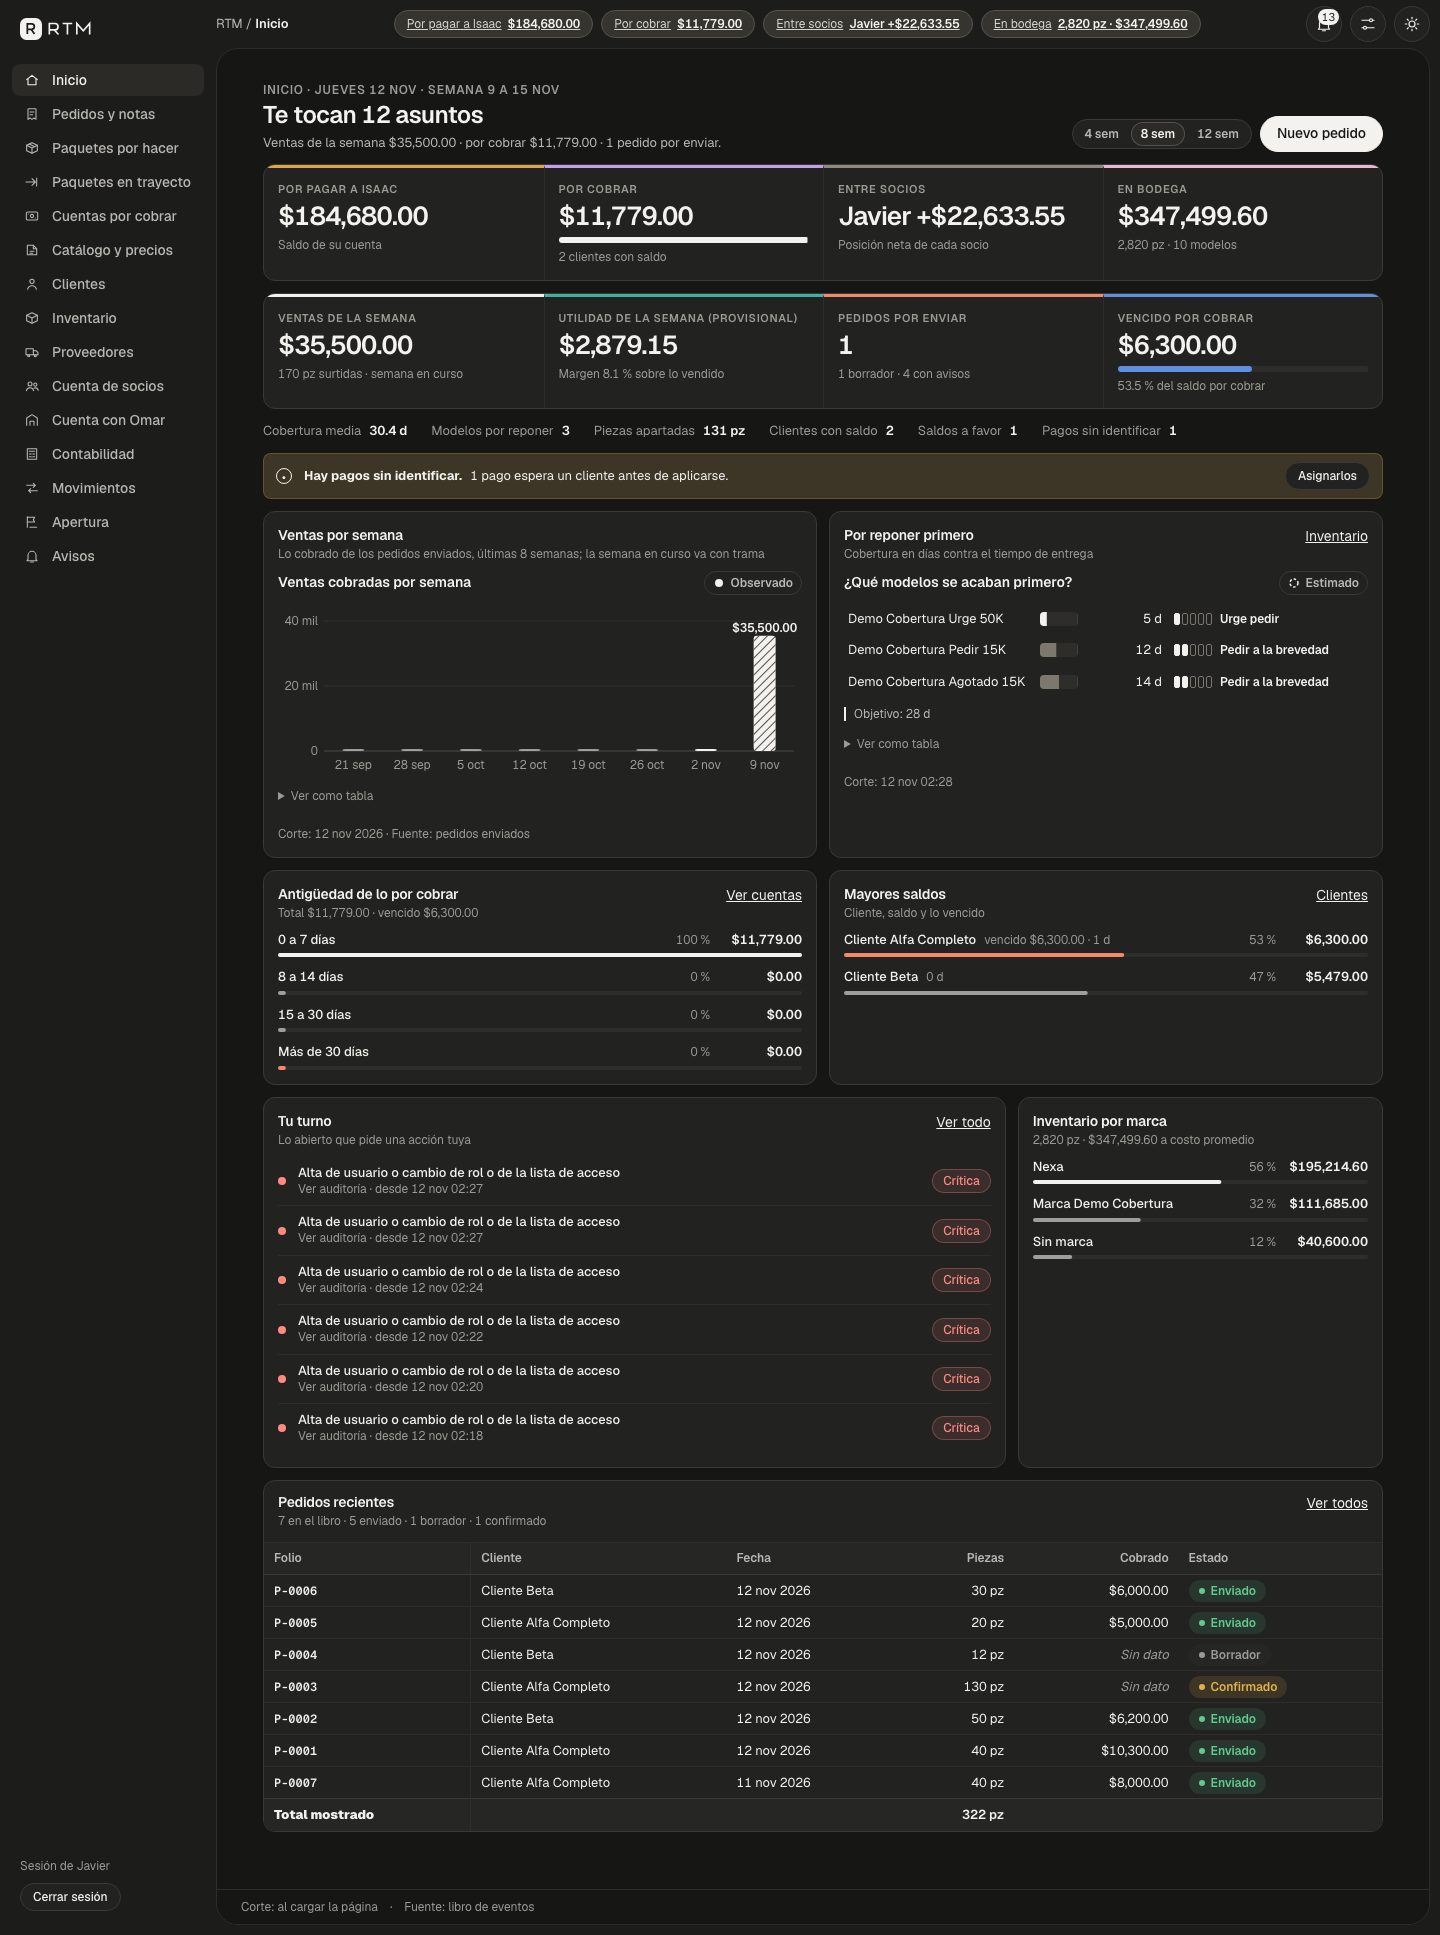 R RTM
RTM / Inicio
Por pagar a Isaac $184,680.00
Por cobrar $11,779.00
Entre socios Javier +$22,633.55
En bodega 2,820 pz · $347,499.60
13
Inicio
Pedidos y notas
Paquetes por hacer
Paquetes en trayecto
Cuentas por cobrar
Catálogo y precios
Clientes
Inventario
Proveedores
Cuenta de socios
Cuenta con Omar
Contabilidad
Movimientos
Apertura
Avisos
Sesión de Javier
Cerrar sesión
INICIO · JUEVES 12 NOV · SEMANA 9 A 15 NOV
Te tocan 12 asuntos
Ventas de la semana $35,500.00 · por cobrar $11,779.00 · 1 pedido por enviar.
4 sem 8 sem 12 sem
Nuevo pedido
POR PAGAR A ISAAC
$184,680.00
Saldo de su cuenta
POR COBRAR
$11,779.00
2 clientes con saldo
ENTRE SOCIOS
Javier +$22,633.55
Posición neta de cada socio
EN BODEGA
$347,499.60
2,820 pz · 10 modelos
VENTAS DE LA SEMANA
$35,500.00
170 pz surtidas · semana en curso
UTILIDAD DE LA SEMANA (PROVISIONAL)
$2,879.15
Margen 8.1 % sobre lo vendido
PEDIDOS POR ENVIAR
1
1 borrador · 4 con avisos
VENCIDO POR COBRAR
$6,300.00
53.5 % del saldo por cobrar
Cobertura media 30.4 d Modelos por reponer 3 Piezas apartadas 131 pz Clientes con saldo 2 Saldos a favor 1 Pagos sin identificar 1
Hay pagos sin identificar. 1 pago espera un cliente antes de aplicarse.
Asignarlos
Ventas por semana
Lo cobrado de los pedidos enviados, últimas 8 semanas; la semana en curso va con trama
Ventas cobradas por semana
Observado
40 mil
$35,500.00
20 mil
0
21 sep 28 sep 5 oct 12 oct 19 oct 26 oct 2 nov 9 nov
Ver como tabla
Corte: 12 nov 2026 · Fuente: pedidos enviados
Por reponer primero
Inventario
Cobertura en días contra el tiempo de entrega
¿Qué modelos se acaban primero?
Estimado
Demo Cobertura Urge 50K 5 d Urge pedir
Demo Cobertura Pedir 15K 12 d Pedir a la brevedad
Demo Cobertura Agotado 15K 14 d Pedir a la brevedad
Objetivo: 28 d
Ver como tabla
Corte: 12 nov 02:28
Antigüedad de lo por cobrar
Ver cuentas
Total $11,779.00 · vencido $6,300.00
0 a 7 días 100 % $11,779.00
8 a 14 días 0 % $0.00
15 a 30 días 0 % $0.00
Más de 30 días 0 % $0.00
Mayores saldos
Clientes
Cliente, saldo y lo vencido
Cliente Alfa Completo vencido $6,300.00 · 1 d 53 % $6,300.00
Cliente Beta 0 d 47 % $5,479.00
Tu turno
Ver todo
Lo abierto que pide una acción tuya
Alta de usuario o cambio de rol o de la lista de acceso
Ver auditoría · desde 12 nov 02:27
Crítica
Alta de usuario o cambio de rol o de la lista de acceso
Ver auditoría · desde 12 nov 02:27
Crítica
Alta de usuario o cambio de rol o de la lista de acceso
Ver auditoría · desde 12 nov 02:24
Crítica
Alta de usuario o cambio de rol o de la lista de acceso
Ver auditoría · desde 12 nov 02:22
Crítica
Alta de usuario o cambio de rol o de la lista de acceso
Ver auditoría · desde 12 nov 02:20
Crítica
Alta de usuario o cambio de rol o de la lista de acceso
Ver auditoría · desde 12 nov 02:18
Crítica
Inventario por marca
2,820 pz · $347,499.60 a costo promedio
Nexa 56 % $195,214.60
Marca Demo Cobertura 32 % $111,685.00
Sin marca 12 % $40,600.00
Pedidos recientes
Ver todos
7 en el libro · 5 enviado · 1 borrador · 1 confirmado
Folio Cliente Fecha Piezas Cobrado Estado
P-0006 Cliente Beta 12 nov 2026 30 pz $6,000.00 Enviado
P-0005 Cliente Alfa Completo 12 nov 2026 20 pz $5,000.00 Enviado
P-0004 Cliente Beta 12 nov 2026 12 pz Sin dato Borrador
P-0003 Cliente Alfa Completo 12 nov 2026 130 pz Sin dato Confirmado
P-0002 Cliente Beta 12 nov 2026 50 pz $6,200.00 Enviado
P-0001 Cliente Alfa Completo 12 nov 2026 40 pz $10,300.00 Enviado
P-0007 Cliente Alfa Completo 11 nov 2026 40 pz $8,000.00 Enviado
Total mostrado 322 pz
Corte: al cargar la página · Fuente: libro de eventos